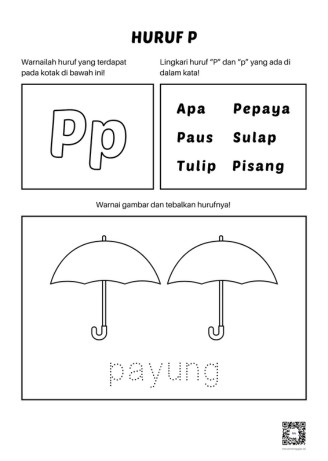 HURUF P
Warnailah huruf yang terdapat
pada kotak di bawah ini!
Lingkari huruf "P" dan "p" yang ada di
dalam kata!
Pp
Apa Pepaya
Paus Sulap
Tulip Pisang
Warnai gambar dan tebalkan hurufnya!
payung